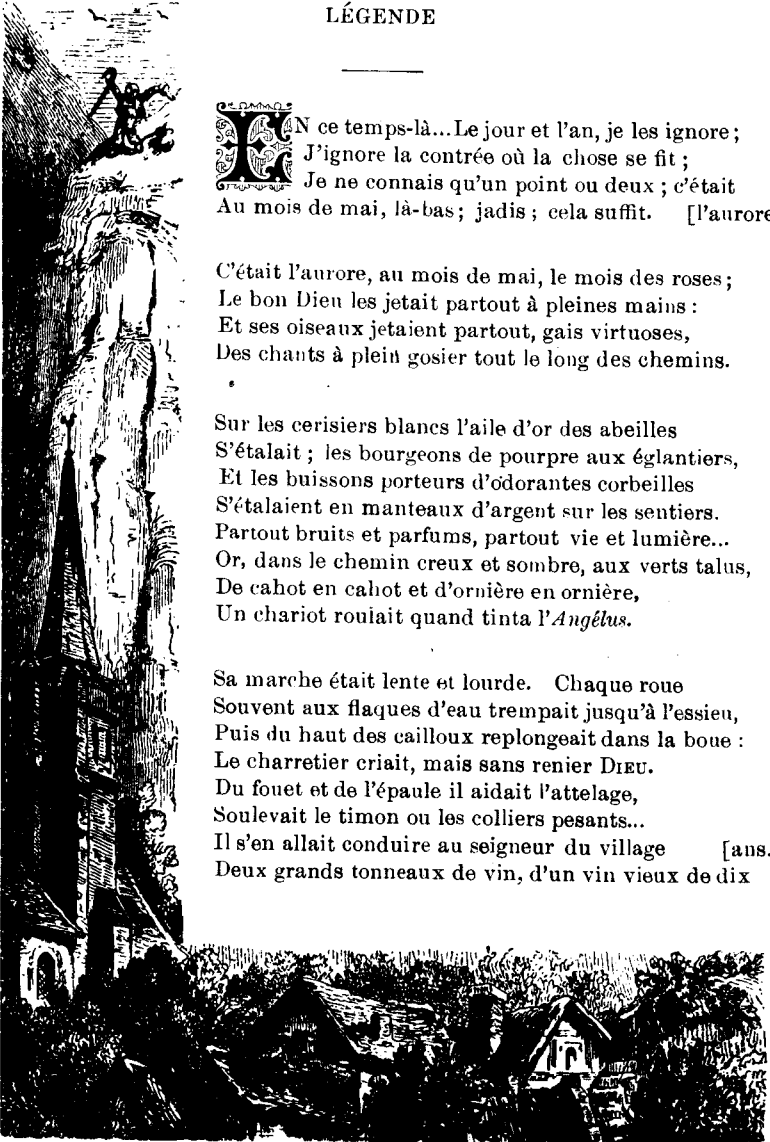 LÉGENDE
EN ce temps-là...Le jour et l'an, je les ignore;
J'ignore la contrée où la chose se fit ;
Je ne connais qu'un point ou deux ; c'était
Au mois de mai, là-bas; jadis ; cela suffit. [l'aurore
C'était l'aurore, au mois de mai, le mois des roses;
Le bon Dieu les jetait partout à pleines mains :
Et ses oiseaux jetaient partout, gais virtuoses,
Des chants à plein gosier tout le long des chemins.
Sur les cerisiers blancs l'aile d'or des abeilles
S'étalait ; les bourgeons de pourpre aux églantiers,
Et les buissons porteurs d'odorantes corbeilles
S'étalaient en manteaux d'argent sur les sentiers.
Partout bruits et parfums, partout vie et lumière...
Or, dans le chemin creux et sombre, aux verts talus,
De cahot en cahot et d'ornière en ornière,
Un chariot roulait quand tinta l'Angélus.
Sa marche était lente et lourde. Chaque roue
Souvent aux flaques d'eau trempait jusqu'à l'essieu,
Puis du haut des cailloux replongeait dans la boue :
Le charretier criait, mais sans renier DIEU.
Du fouet et de l'épaule il aidait l'attelage,
Soulevait le timon ou les colliers pesants...
Il s'en allait conduire au seigneur du village [ans.
Deux grands tonneaux de vin, d'un vin vieux de dix